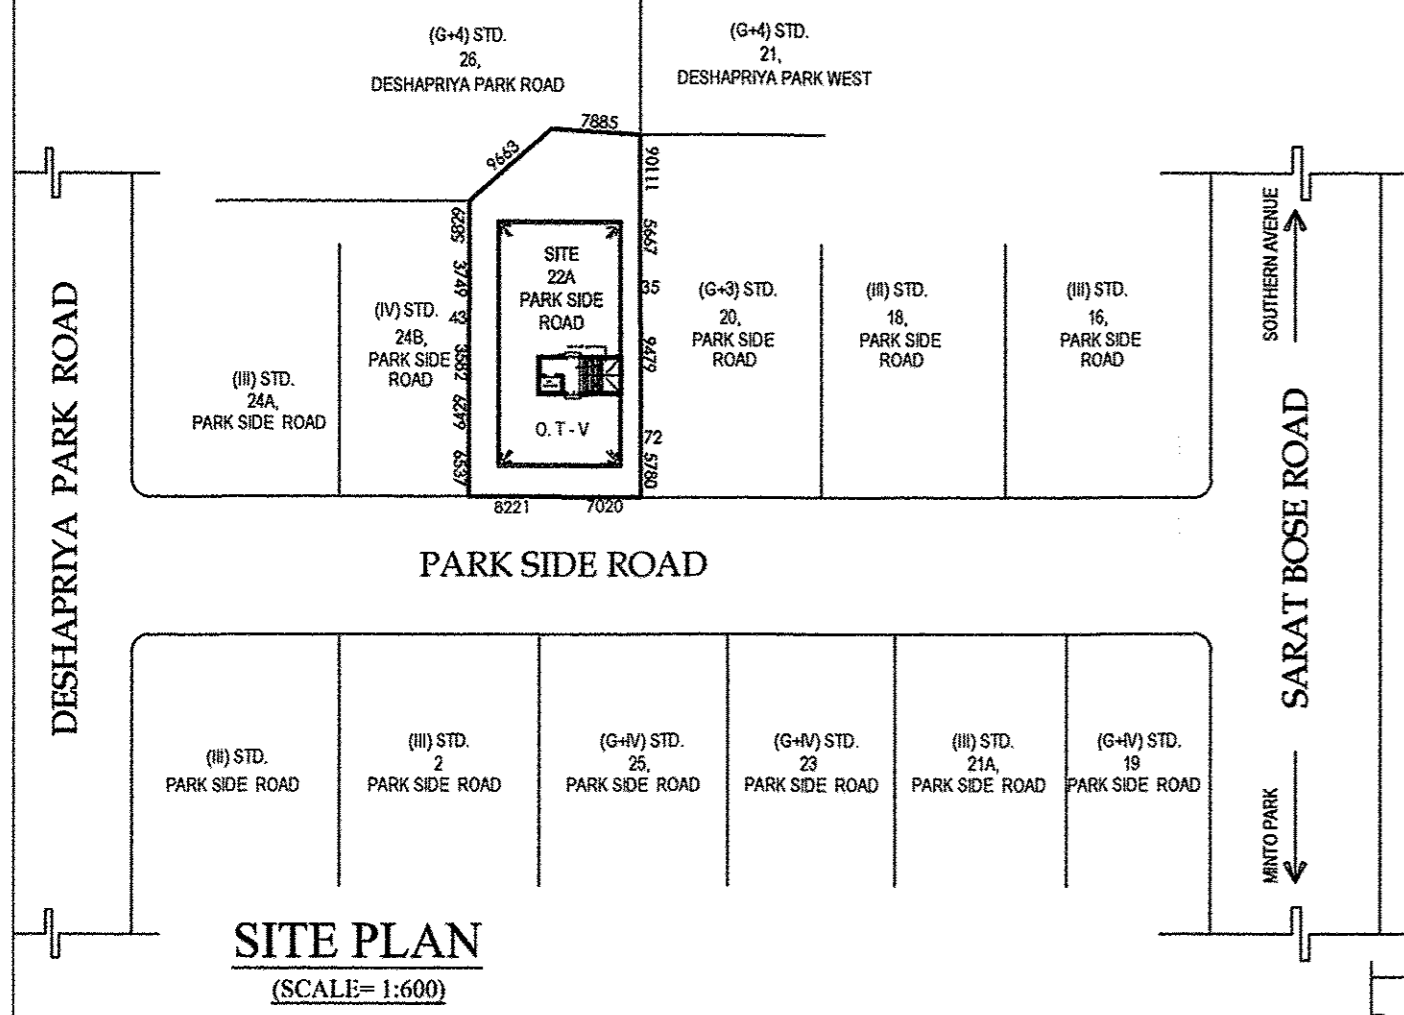 (G+4) STD.
26,
DESHAPRIYA PARK ROAD
(G+4) STD.
21,
DESHAPRIYA PARK WEST
7885
9663
90111
5829
3749
43
3582
6429
6537
5667
35
9479
72
5780
8221
7020
SITE
22A
PARK SIDE
ROAD
O. T - V
(III) STD.
24A,
PARK SIDE ROAD
(IV) STD.
24B,
PARK SIDE
ROAD
(G+3) STD.
20,
PARK SIDE
ROAD
(III) STD.
18,
PARK SIDE
ROAD
(III) STD.
16,
PARK SIDE
ROAD
DESHAPRIYA PARK ROAD
PARK SIDE ROAD
SOUTHERN AVENUE
SARAT BOSE ROAD
MINTO PARK
(III) STD.
PARK SIDE ROAD
(III) STD.
2
PARK SIDE ROAD
(G+IV) STD.
25,
PARK SIDE ROAD
(G+IV) STD.
23
PARK SIDE ROAD
(III) STD.
21A,
PARK SIDE ROAD
(G+IV) STD.
19
PARK SIDE ROAD
SITE PLAN
(SCALE= 1:600)